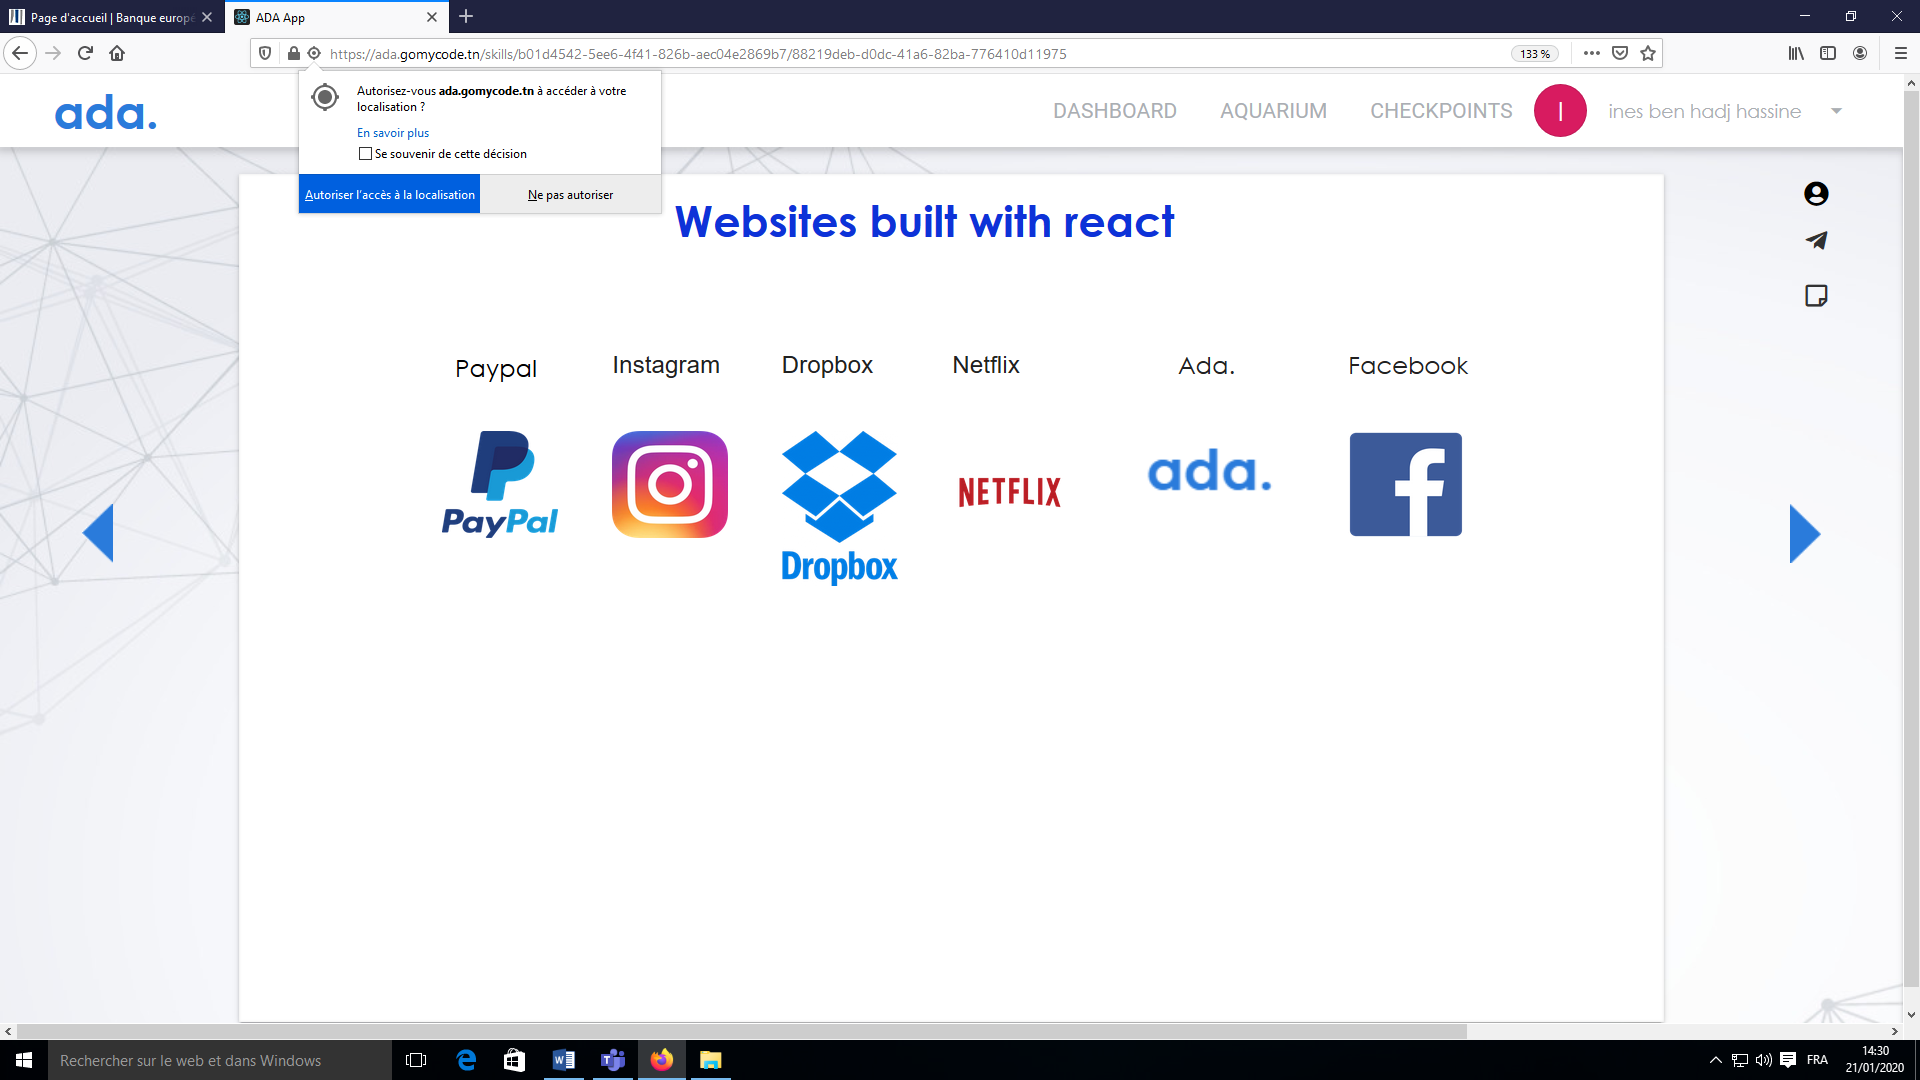 Page d'accueil | Banque europé
ADA App
https://ada.gomycode.tn/skills/b01d4542-5ee6-4f41-826b-aec04e2869b7/88219deb-d0dc-41a6-82ba-776410d11975
133 %
Autorisez-vous ada.gomycode.tn à accéder à votre
localisation ?
En savoir plus
Se souvenir de cette décision
Autoriser l'accès à la localisation
Ne pas autoriser
ada.
DASHBOARD
AQUARIUM
CHECKPOINTS
I
ines ben hadj hassine
Websites built with react
Paypal
Instagram
Dropbox
Netflix
Ada.
Facebook
PayPal
Dropbox
NETFLIX
ada.
f
Rechercher sur le web et dans Windows
FRA
14:30
21/01/2020